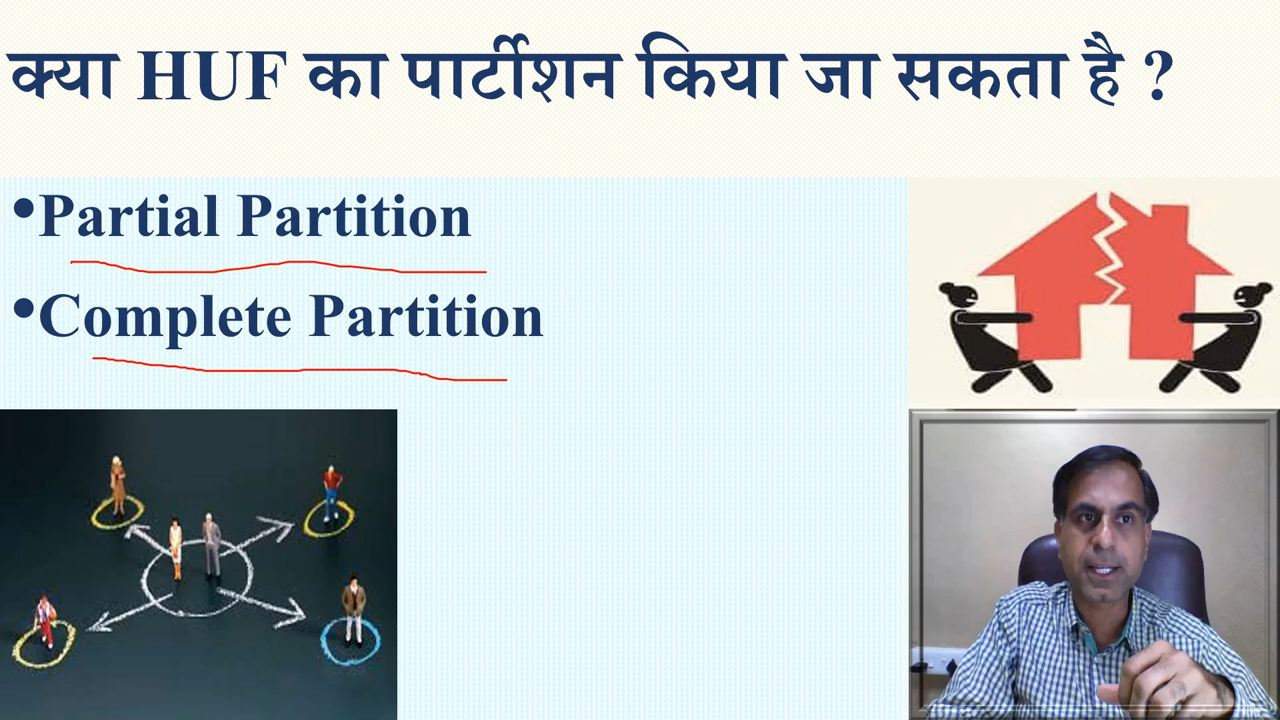 क्या HUF का पार्टीशन किया जा सकता है ?
•Partial Partition
•Complete Partition